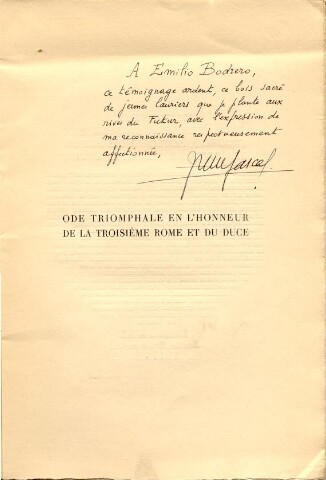 A Emilio Bodrero,
ce témoignage ardent, ce bois sacré
de jeunes lauriers que je plante aux
rives du Futur, avec l'expression de
ma reconnaissance respectueusement
affectionnée,
ODE TRIOMPHALE EN L'HONNEUR
DE LA TROISIÈME ROME ET DU DUCE